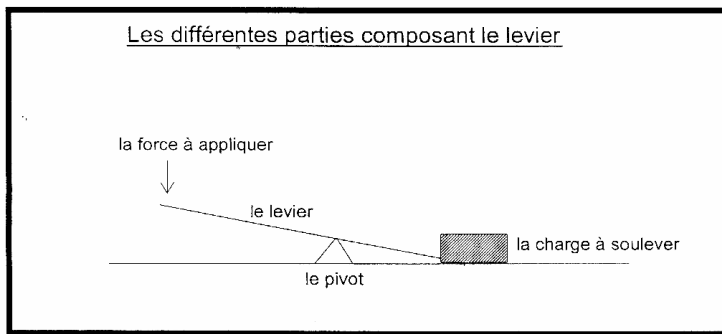 Les différentes parties composant le levier
la force à appliquer
le levier
la charge à soulever
le pivot